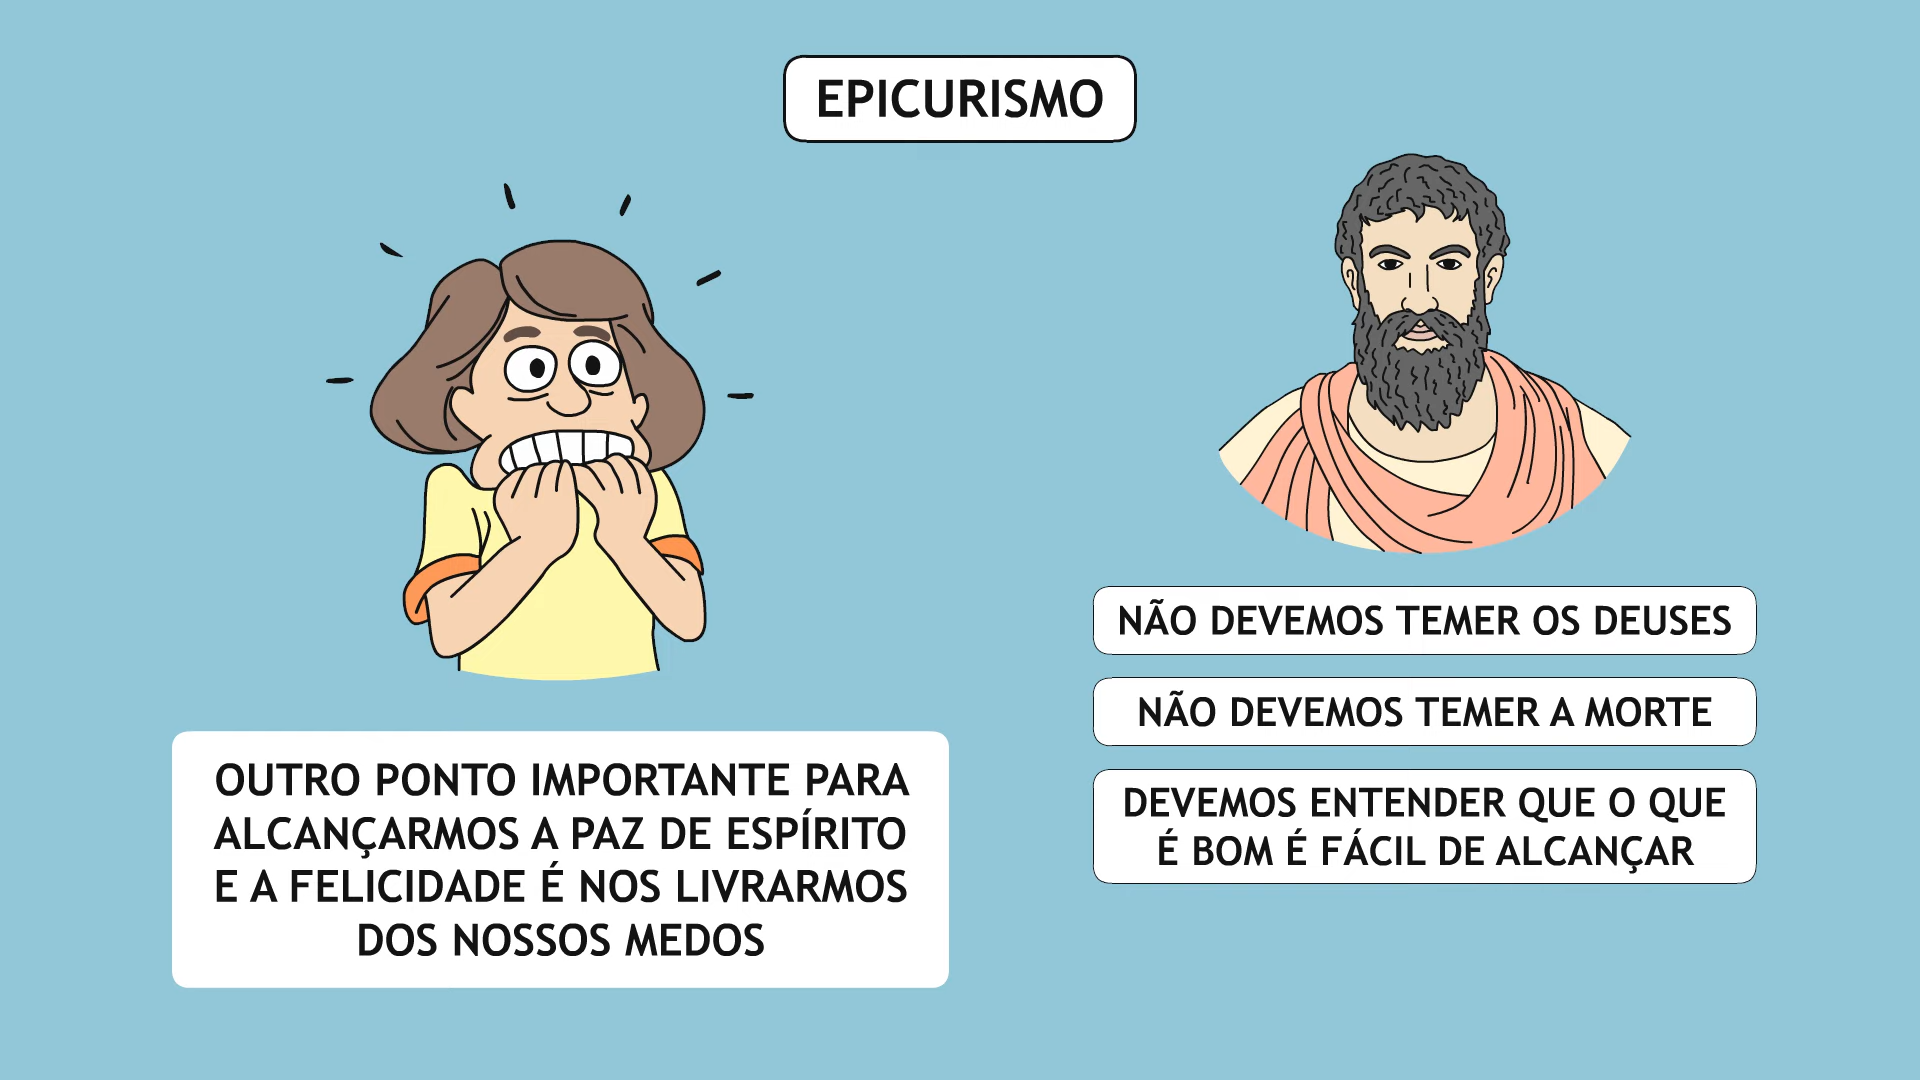 EPICURISMO
OUTRO PONTO IMPORTANTE PARA
ALCANÇARMOS A PAZ DE ESPÍRITO
E A FELICIDADE É NOS LIVRARMOS
DOS NOSSOS MEDOS
NÃO DEVEMOS TEMER OS DEUSES
NÃO DEVEMOS TEMER A MORTE
DEVEMOS ENTENDER QUE O QUE
É BOM É FÁCIL DE ALCANÇAR